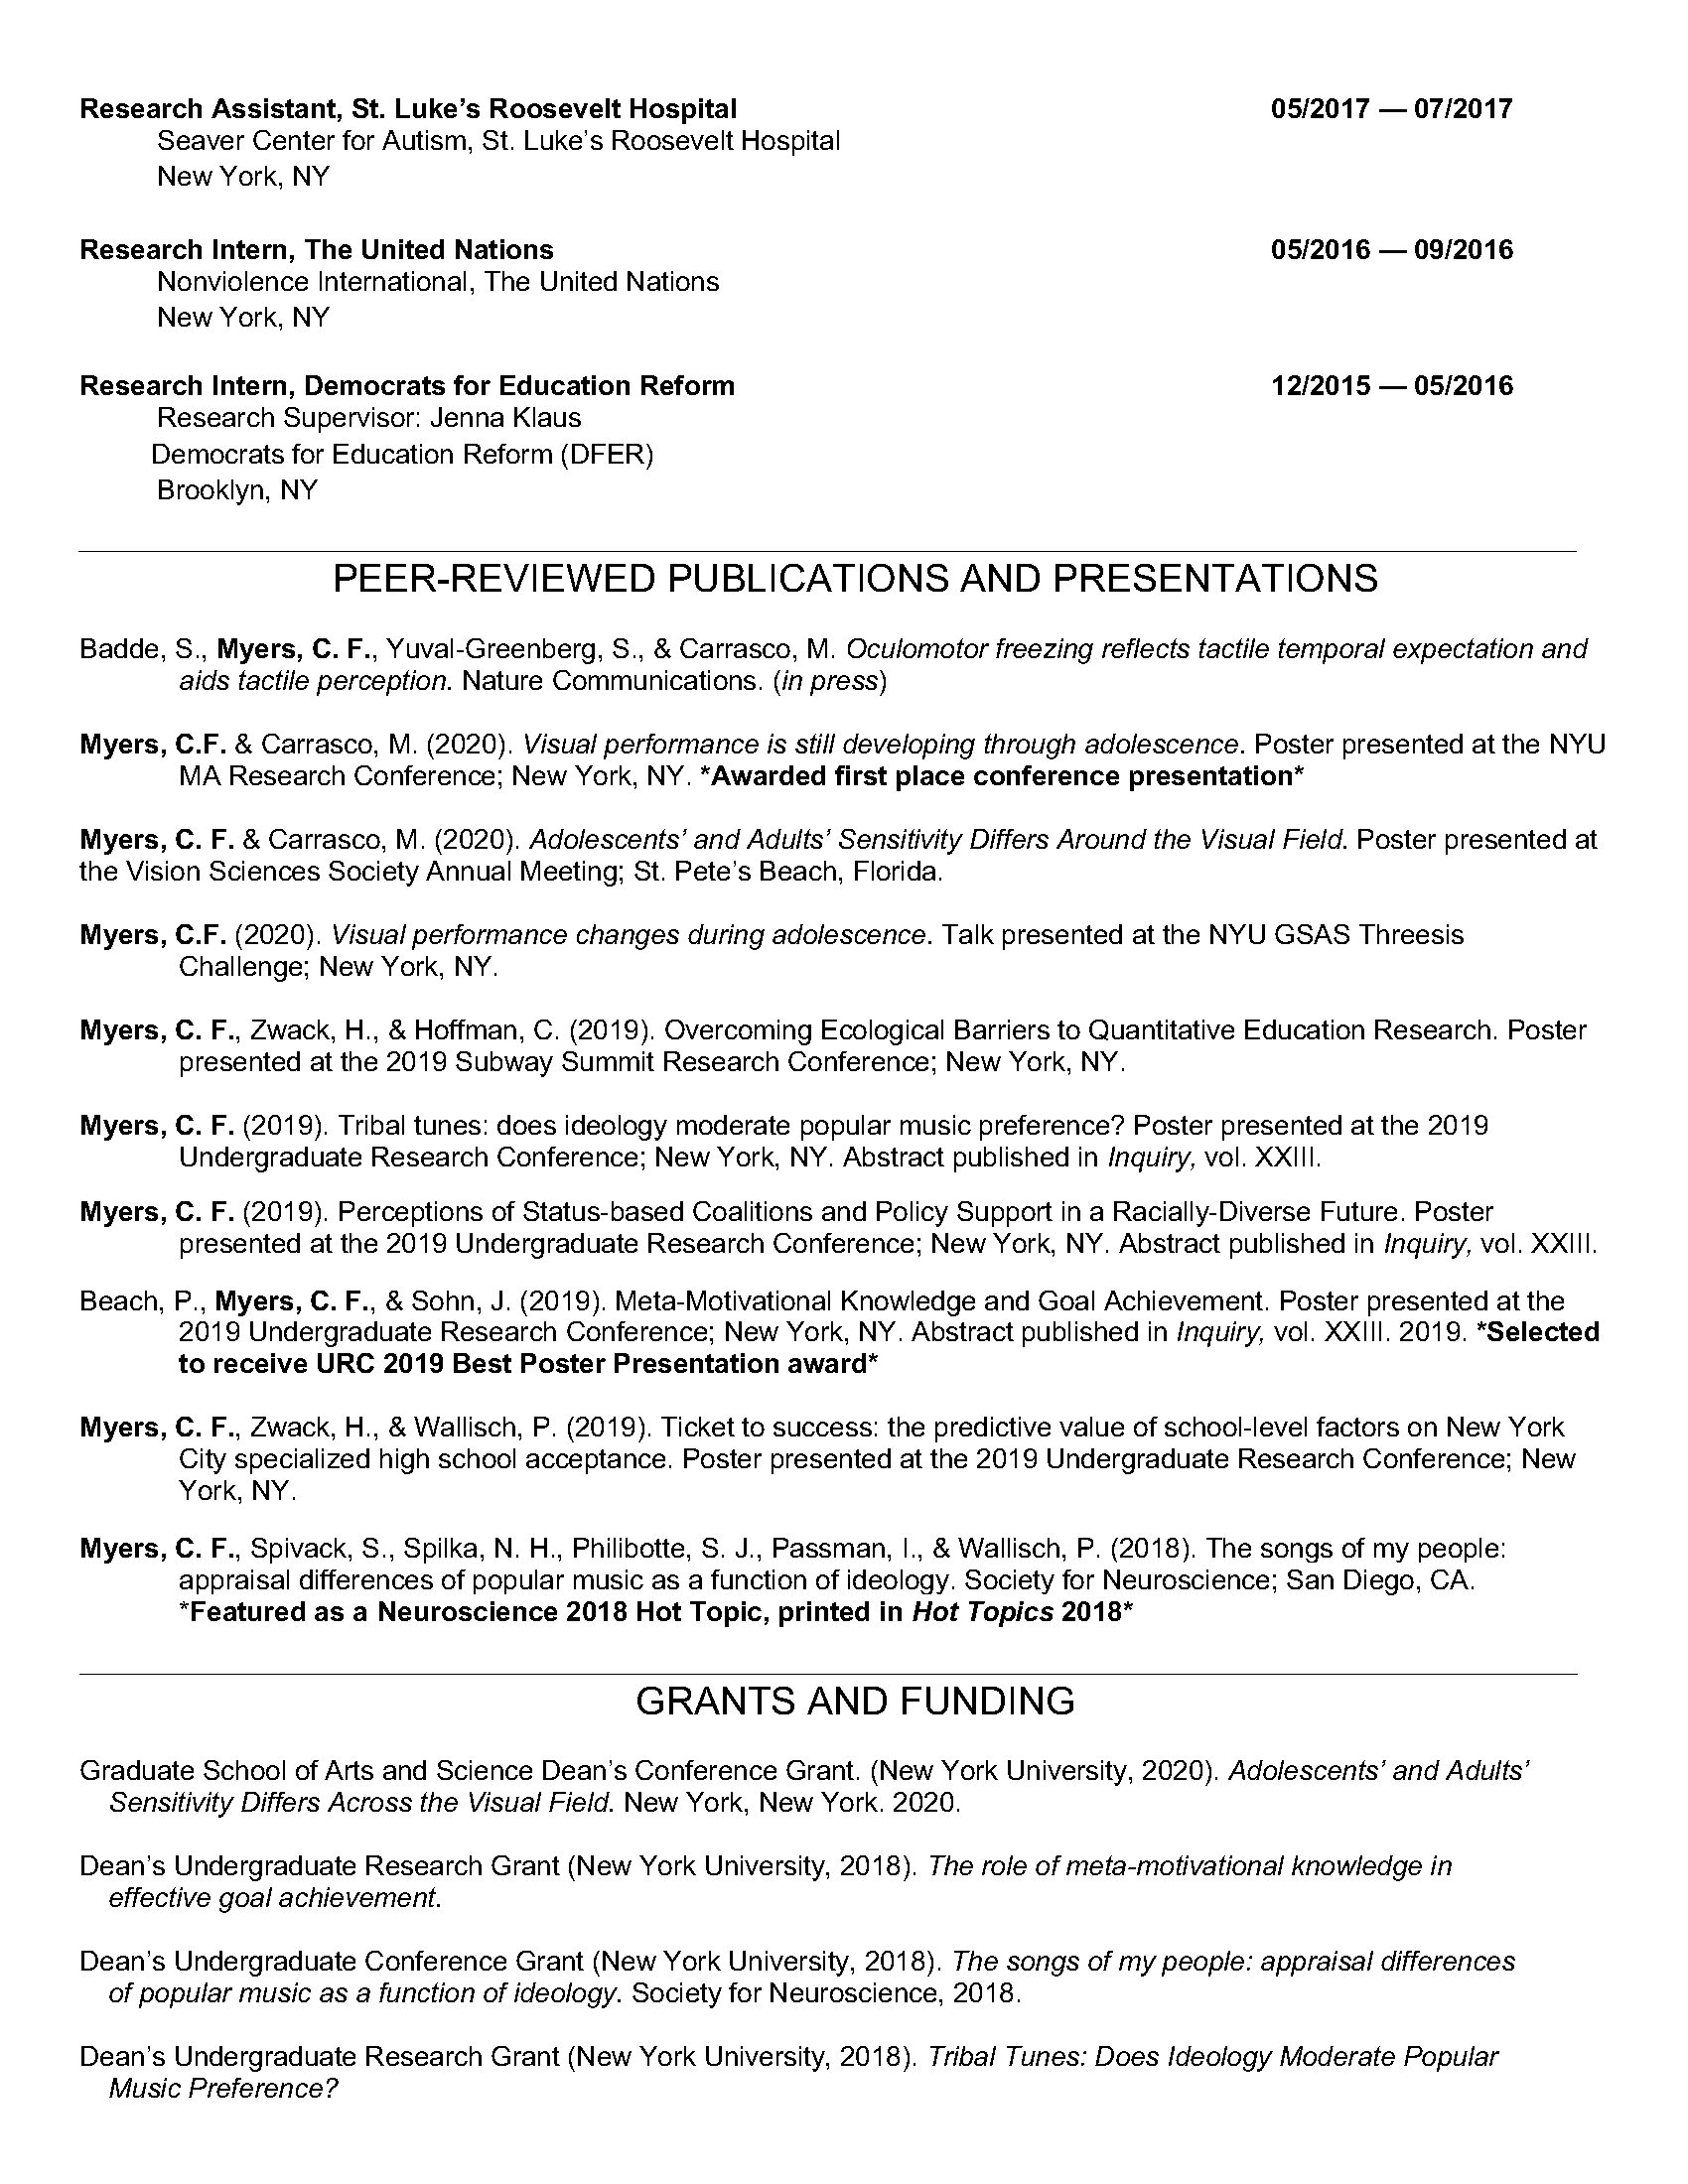 Research Assistant, St. Luke’s Roosevelt Hospital 05/2017 — 07/2017
Seaver Center for Autism, St. Luke’s Roosevelt Hospital
New York, NY
Research Intern, The United Nations 05/2016 — 09/2016
Nonviolence International, The United Nations
New York, NY
Research Intern, Democrats for Education Reform 12/2015 — 05/2016
Research Supervisor: Jenna Klaus
Democrats for Education Reform (DFER)
Brooklyn, NY
PEER-REVIEWED PUBLICATIONS AND PRESENTATIONS
Badde, S., Myers, C. F., Yuval-Greenberg, S., & Carrasco, M. Oculomotor freezing reflects tactile temporal expectation and
aids tactile perception. Nature Communications. (in press)
Myers, C.F. & Carrasco, M. (2020). Visual performance is still developing through adolescence. Poster presented at the NYU
MA Research Conference; New York, NY. *Awarded first place conference presentation*
Myers, C. F. & Carrasco, M. (2020). Adolescents’ and Adults’ Sensitivity Differs Around the Visual Field. Poster presented at
the Vision Sciences Society Annual Meeting; St. Pete’s Beach, Florida.
Myers, C.F. (2020). Visual performance changes during adolescence. Talk presented at the NYU GSAS Threesis
Challenge; New York, NY.
Myers, C. F., Zwack, H., & Hoffman, C. (2019). Overcoming Ecological Barriers to Quantitative Education Research. Poster
presented at the 2019 Subway Summit Research Conference; New York, NY.
Myers, C. F. (2019). Tribal tunes: does ideology moderate popular music preference? Poster presented at the 2019
Undergraduate Research Conference; New York, NY. Abstract published in Inquiry, vol. XXIII.
Myers, C. F. (2019). Perceptions of Status-based Coalitions and Policy Support in a Racially-Diverse Future. Poster
presented at the 2019 Undergraduate Research Conference; New York, NY. Abstract published in Inquiry, vol. XXIII.
Beach, P., Myers, C. F., & Sohn, J. (2019). Meta-Motivational Knowledge and Goal Achievement. Poster presented at the
2019 Undergraduate Research Conference; New York, NY. Abstract published in Inquiry, vol. XXIII. 2019. *Selected
to receive URC 2019 Best Poster Presentation award*
Myers, C. F., Zwack, H., & Wallisch, P. (2019). Ticket to success: the predictive value of school-level factors on New York
City specialized high school acceptance. Poster presented at the 2019 Undergraduate Research Conference; New
York, NY.
Myers, C. F., Spivack, S., Spilka, N. H., Philibotte, S. J., Passman, I., & Wallisch, P. (2018). The songs of my people:
appraisal differences of popular music as a function of ideology. Society for Neuroscience; San Diego, CA.
*Featured as a Neuroscience 2018 Hot Topic, printed in Hot Topics 2018*
GRANTS AND FUNDING
Graduate School of Arts and Science Dean’s Conference Grant. (New York University, 2020). Adolescents’ and Adults’
Sensitivity Differs Across the Visual Field. New York, New York. 2020.
Dean’s Undergraduate Research Grant (New York University, 2018). The role of meta-motivational knowledge in
effective goal achievement.
Dean’s Undergraduate Conference Grant (New York University, 2018). The songs of my people: appraisal differences
of popular music as a function of ideology. Society for Neuroscience, 2018.
Dean’s Undergraduate Research Grant (New York University, 2018). Tribal Tunes: Does Ideology Moderate Popular
Music Preference?